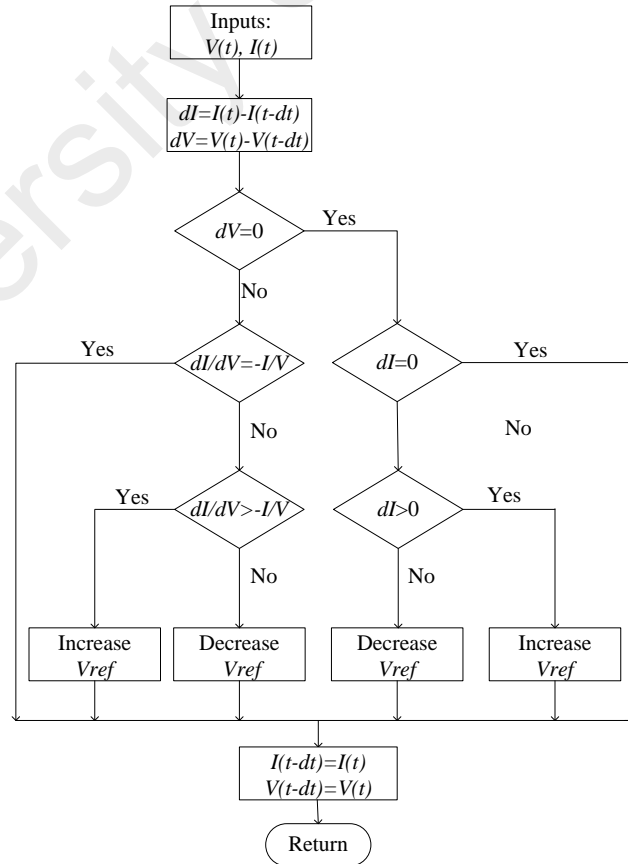 Inputs:
V(t), I(t)
dI=I(t)-I(t-dt)
dV=V(t)-V(t-dt)
dV=0
Yes
No
Yes
dI/dV=-I/V
dI=0
Yes
No
No
Yes
dI/dV>-I/V
dI>0
Yes
No
No
Increase
Vref
Decrease
Vref
Decrease
Vref
Increase
Vref
I(t-dt)=I(t)
V(t-dt)=V(t)
Return
ersity